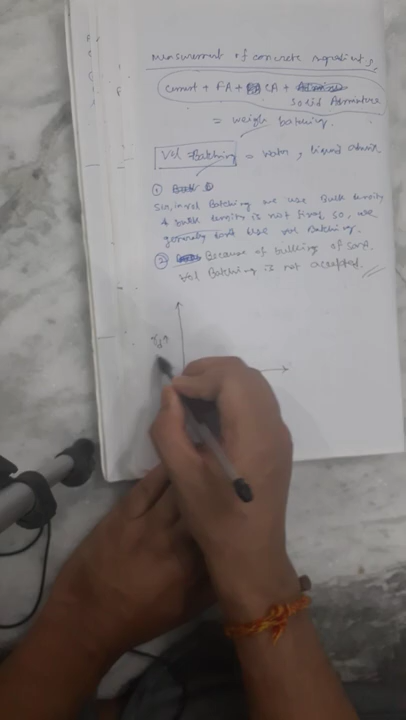 measurement of concrete ingredients,
Cement + FA + CA +
Solid Admixture
= weigh batching.
Vol Batching = water, liquid admix.
①
Sin, in vol Batching we use Bulk density
& bulk density is not fixed, so, we
generally don't use vol Batching.
② Because of bulking of sand
vol Batching is not accepted.